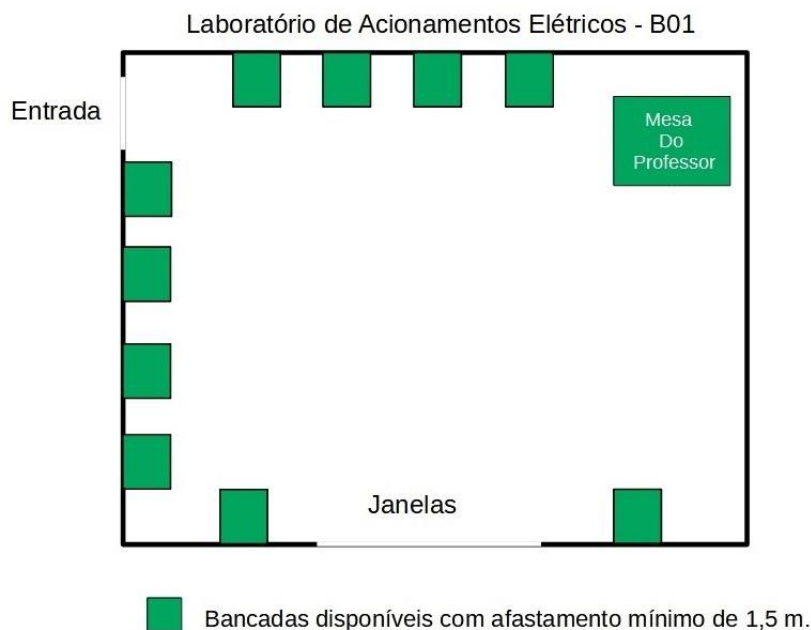 Laboratório de Acionamentos Elétricos - B01
Entrada
Mesa
Do
Professor
Janelas
Bancadas disponíveis com afastamento mínimo de 1,5 m.